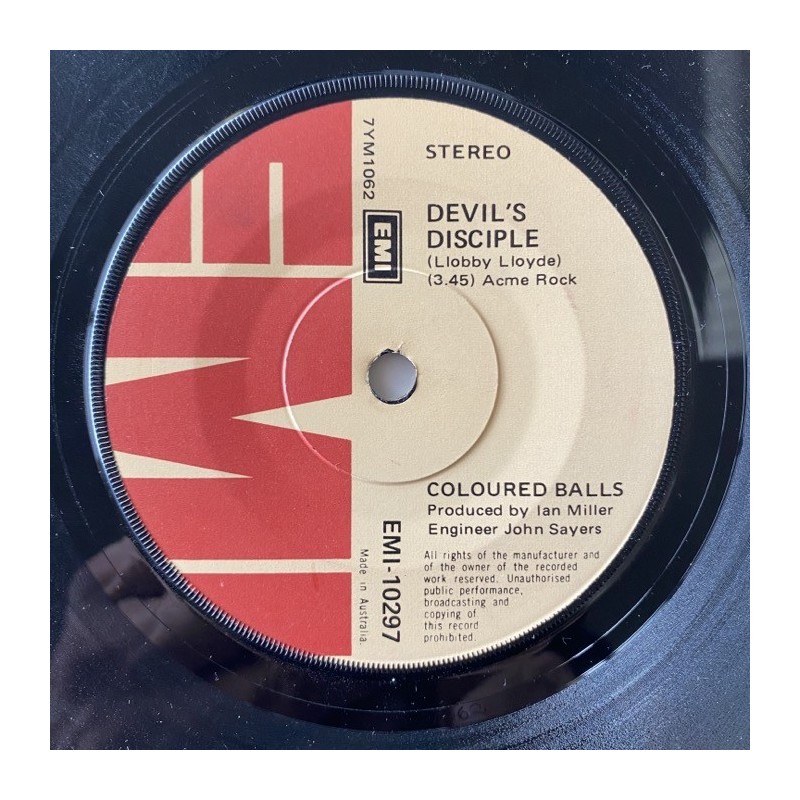 STEREO
7YM1062
EMI
EMI
DEVIL'S
DISCIPLE
(Llobby Lloyde)
(3.45) Acme Rock
COLOURED BALLS
Produced by Ian Miller
Engineer John Sayers
EMI-10297
Made in Australia.
All rights of the manufacturer and
of the owner of the recorded
work reserved. Unauthorised
public performance,
broadcasting and
copying of
this record
prohibited.